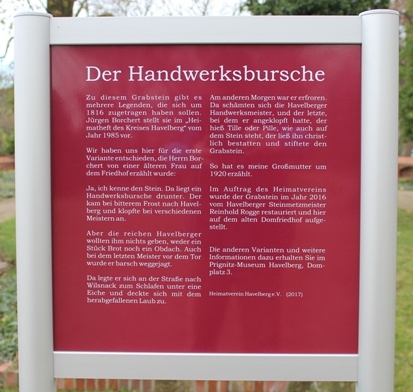 Der Handwerksbursche
Zu diesem Grabstein gibt es
mehrere Legenden, die sich um
1816 zugetragen haben sollen.
Jürgen Borchert stellt sie im „Hei-
matheft des Kreises Havelberg" vom
Jahr 1985 vor.
Wir haben uns hier für die erste
Variante entschieden, die Herrn Bor-
chert von einer älteren Frau auf
dem Friedhof erzählt wurde:
Ja, ich kenne den Stein. Da liegt ein
Handwerksbursche drunter. Der
kam bei bitterem Frost nach Havel-
berg und klopfte bei verschiedenen
Meistern an.
Aber die reichen Havelberger
wollten ihm nichts geben, weder ein
Stück Brot noch ein Obdach. Auch
bei dem letzten Meister vor dem Tor
wurde er barsch weggejagt.
Da legte er sich an der Straße nach
Wilsnack zum Schlafen unter eine
Eiche und deckte sich mit dem
herabgefallenen Laub zu.
Am anderen Morgen war er erfroren.
Da schämten sich die Havelberger
Handwerksmeister, und der letzte,
bei dem er angeklopft hatte, der
hieß Tille oder Pille, wie auch auf
dem Stein steht, der ließ ihn christ-
lich bestatten und stiftete den
Grabstein.
So hat es meine Großmutter um
1920 erzählt.
Im Auftrag des Heimatvereins
wurde der Grabstein im Jahr 2016
vom Havelberger Steinmetzmeister
Reinhold Rogge restauriert und hier
auf dem alten Domfriedhof aufge-
stellt.
Die anderen Varianten und weitere
Informationen dazu erhalten Sie im
Prignitz-Museum Havelberg, Dom-
platz 3.
Heimatverein Havelberg e.V. (2017)